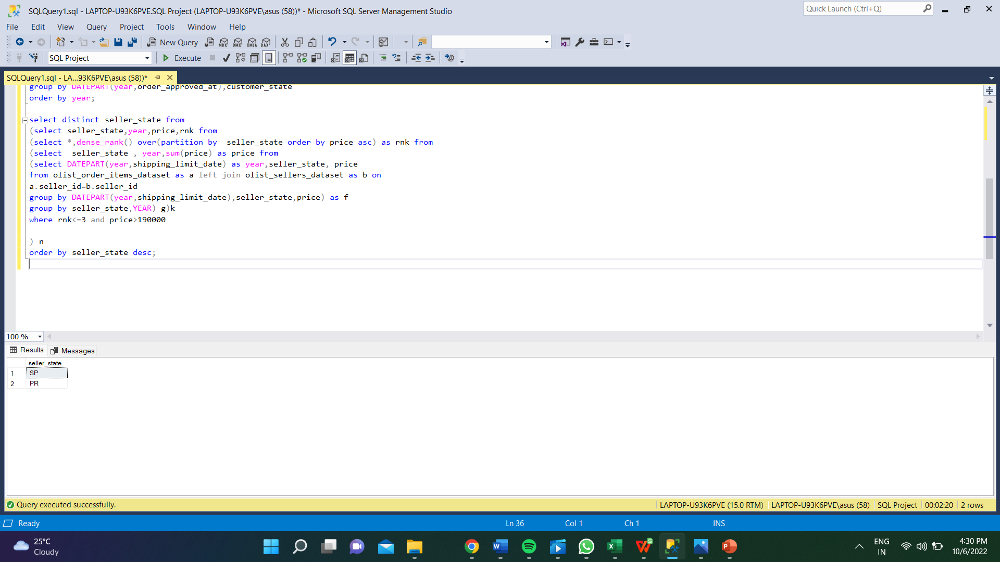 SQLQuery1.sql - LAPTOP-U93K6PVE.SQL Project (LAPTOP-U93K6PVE\asus (58))* - Microsoft SQL Server Management Studio
Quick Launch (Ctrl+Q)
File Edit View Query Project Tools Window Help
New Query MDX DMX XMLA DAX
SQL Project Execute
SQLQuery1.sql - LA...93K6PVE\asus (58))*
group by DATEPART(year,order_approved_at),customer_state
order by year;
select distinct seller_state from
(select seller_state,year,price,rnk from
(select *,dense_rank() over(partition by  seller_state order by price asc) as rnk from
(select  seller_state , year,sum(price) as price from
(select DATEPART(year,shipping_limit_date) as year,seller_state, price
from olist_order_items_dataset as a left join olist_sellers_dataset as b on
a.seller_id=b.seller_id
group by DATEPART(year,shipping_limit_date),seller_state,price) as f
group by seller_state,YEAR) g)k
where rnk<=3 and price>190000
) n
order by seller_state desc;
100 %
Results Messages
seller_state
1 SP
2 PR
Query executed successfully. LAPTOP-U93K6PVE (15.0 RTM) LAPTOP-U93K6PVE\asus (58) SQL Project 00:02:20 2 rows
Ready Ln 36 Col 1 Ch 1 INS
25°C
Cloudy
ENG
IN
4:30 PM
10/6/2022